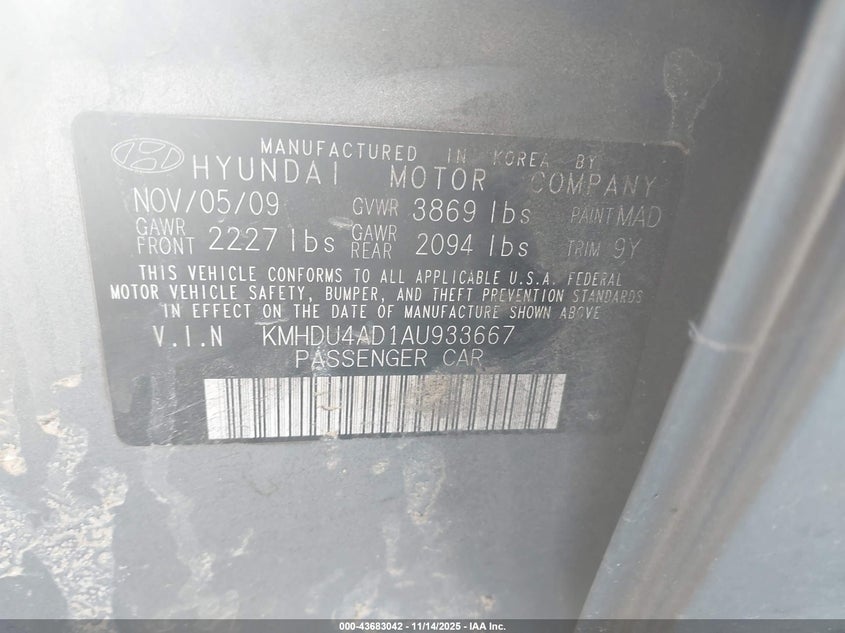 MANUFACTURED IN KOREA BY
HYUNDAI MOTOR COMPANY
NOV/05/09 GVWR 3869 lbs PAINT MAD
GAWR FRONT 2227 lbs GAWR REAR 2094 lbs TRIM 9Y
THIS VEHICLE CONFORMS TO ALL APPLICABLE U.S.A. FEDERAL
MOTOR VEHICLE SAFETY, BUMPER, AND THEFT PREVENTION STANDARDS
IN EFFECT ON THE DATE OF MANUFACTURE SHOWN ABOVE
V.I.N KMHDU4AD1AU933667
PASSENGER CAR
000-43683042 - 11/14/2025 - IAA Inc.